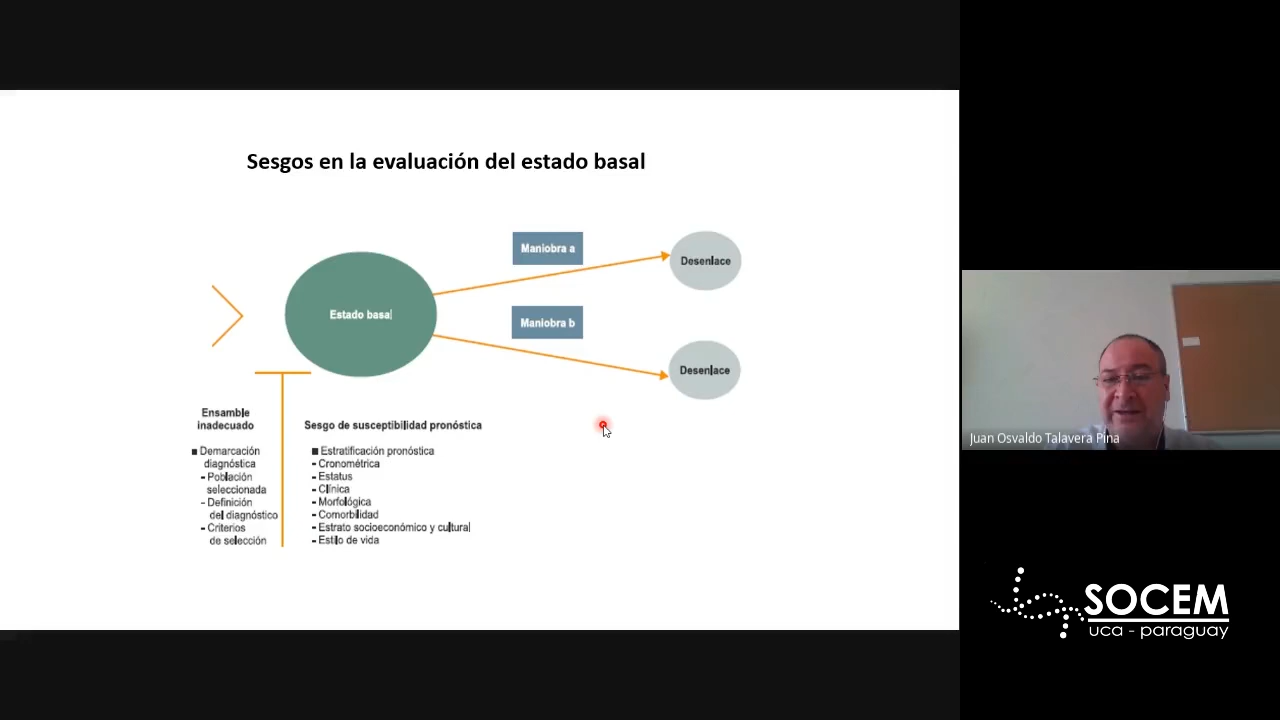 Sesgos en la evaluación del estado basal
Maniobra a
Desenlace
Estado basal
Maniobra b
Desenlace
Ensamble
inadecuado
■ Demarcación
diagnóstica
- Población
seleccionada
- Definición
del diagnóstico
- Criterios
de selección
Sesgo de susceptibilidad pronóstica
■ Estratificación pronóstica
- Cronométrica
- Estatus
- Clínica
- Morfológica
- Comorbilidad
- Estrato socioeconómico y cultural
- Estilo de vida
Juan Osvaldo Talavera Pina
SOCEM
uca - paraguay